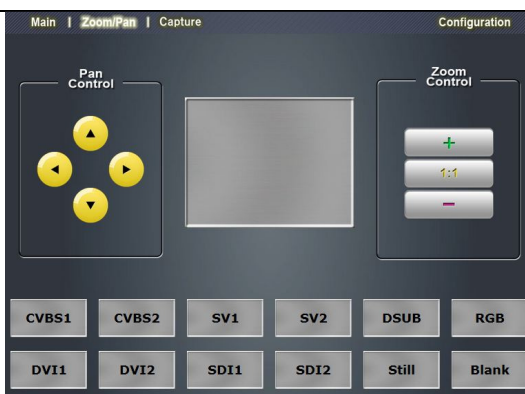 Main | Zoom/Pan | Capture Configuration
Pan
Control
Zoom
Control
+
1:1
−
CVBS1 CVBS2 SV1 SV2 DSUB RGB
DVI1 DVI2 SDI1 SDI2 Still Blank